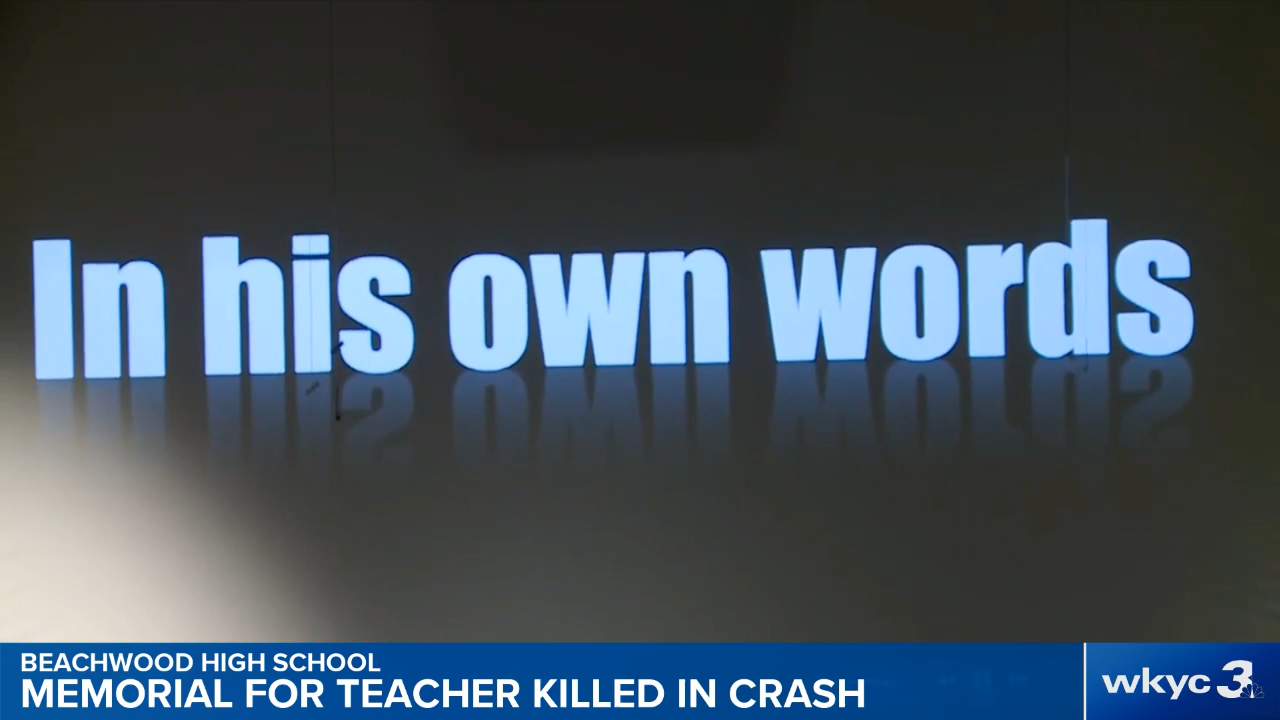 In his own words
BEACHWOOD HIGH SCHOOL
MEMORIAL FOR TEACHER KILLED IN CRASH
wkyc 3